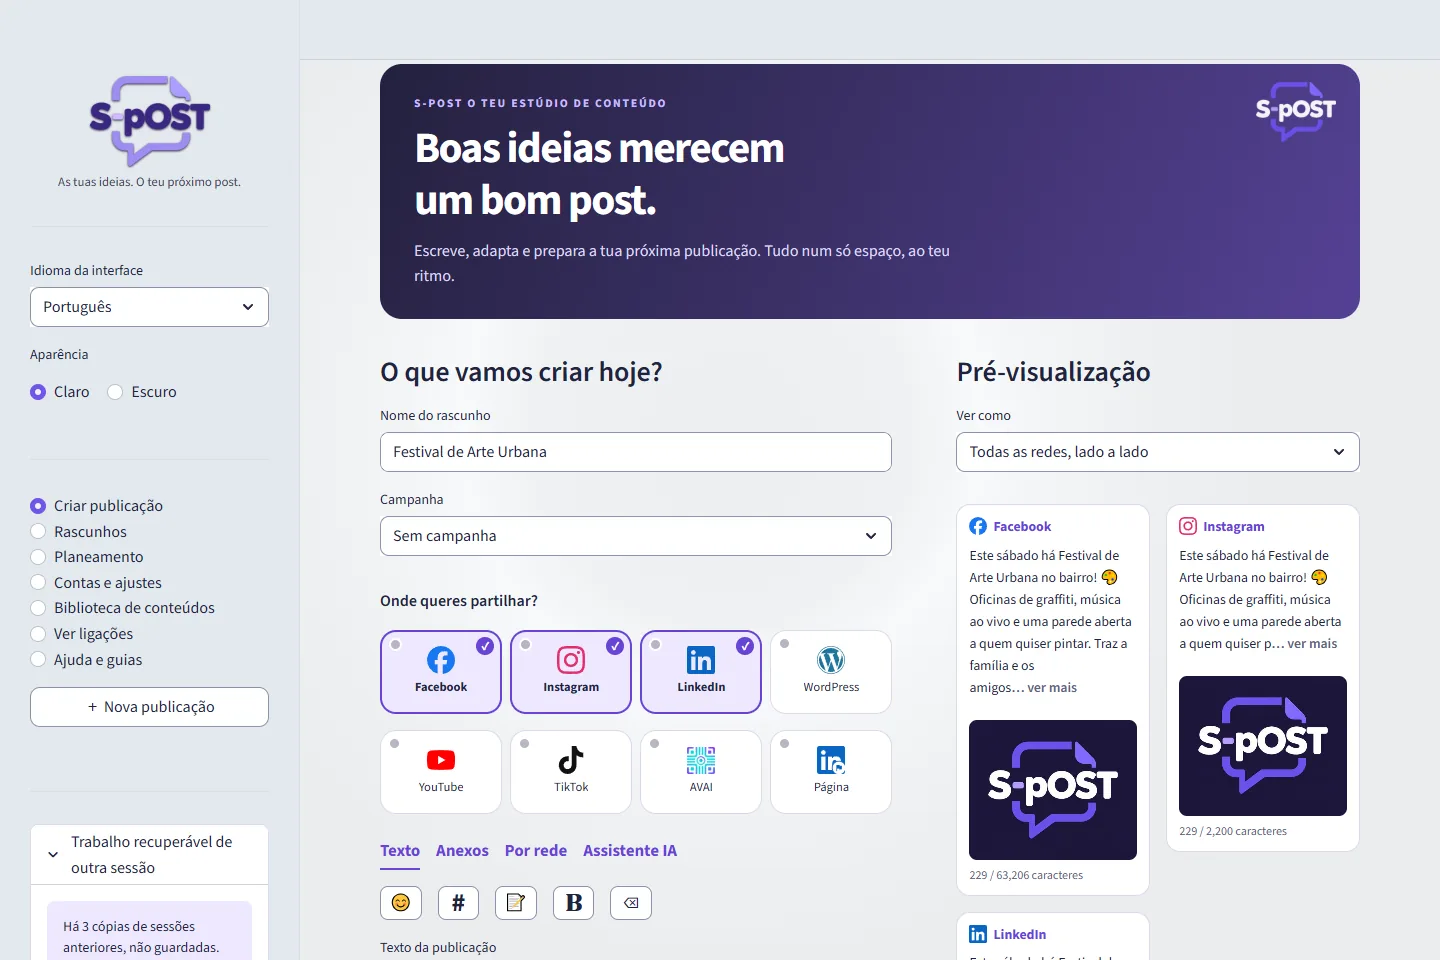 S-pOST
As tuas ideias. O teu próximo post.
Idioma da interface
Português
Aparência
Claro
Escuro
Criar publicação
Rascunhos
Planeamento
Contas e ajustes
Biblioteca de conteúdos
Ver ligações
Ajuda e guias
+ Nova publicação
Trabalho recuperável de
outra sessão
Há 3 cópias de sessões
anteriores, não guardadas.
S-POST O TEU ESTÚDIO DE CONTEÚDO
S-pOST
Boas ideias merecem
um bom post.
Escreve, adapta e prepara a tua próxima publicação. Tudo num só espaço, ao teu
ritmo.
O que vamos criar hoje?
Nome do rascunho
Festival de Arte Urbana
Campanha
Sem campanha
Onde queres partilhar?
Facebook
Instagram
LinkedIn
WordPress
YouTube
TikTok
AVAI
Página
Texto
Anexos
Por rede
Assistente IA
#
B
Texto da publicação
Pré-visualização
Ver como
Todas as redes, lado a lado
Facebook
Este sábado há Festival de
Arte Urbana no bairro! 🎨
Oficinas de graffiti, música
ao vivo e uma parede aberta
a quem quiser pintar. Traz a
família e os
amigos… ver mais
S-pOST
229 / 63,206 caracteres
Instagram
Este sábado há Festival de
Arte Urbana no bairro! 🎨
Oficinas de graffiti, música
ao vivo e uma parede aberta
a quem quiser p… ver mais
S-pOST
229 / 2,200 caracteres
LinkedIn